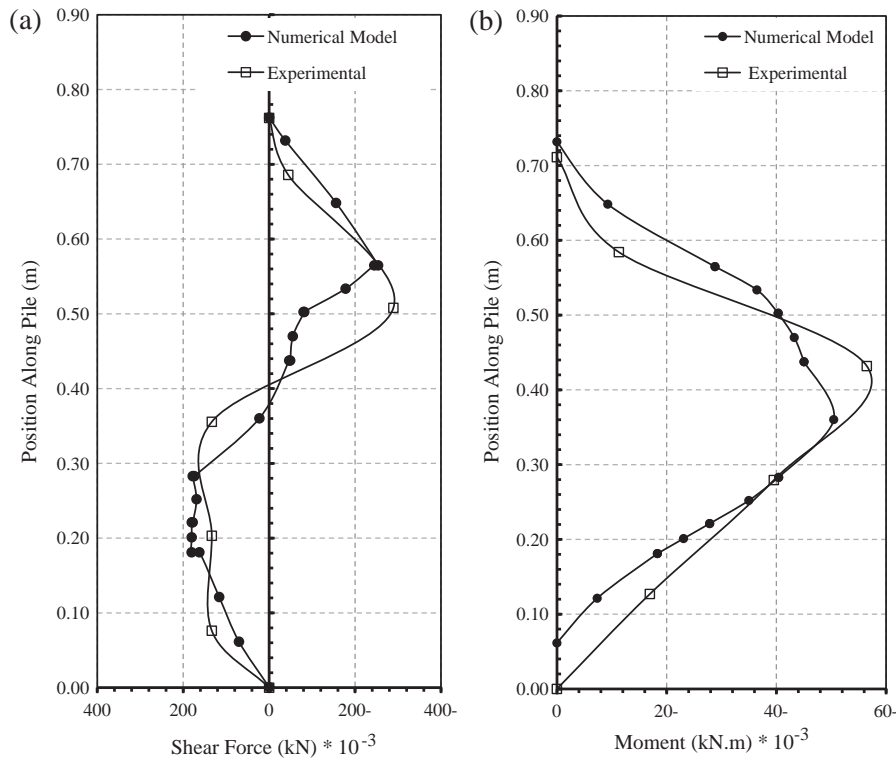 (a)
Numerical Model
Experimental
0.90
0.80
0.70
0.60
0.50
0.40
0.30
0.20
0.10
0.00
Position Along Pile (m)
400 200 0 200- 400-
Shear Force (kN) * 10-3
(b)
Numerical Model
Experimental
0.90
0.80
0.70
0.60
0.50
0.40
0.30
0.20
0.10
0.00
Position Along Pile (m)
0 20- 40- 60-
Moment (kN.m) * 10-3